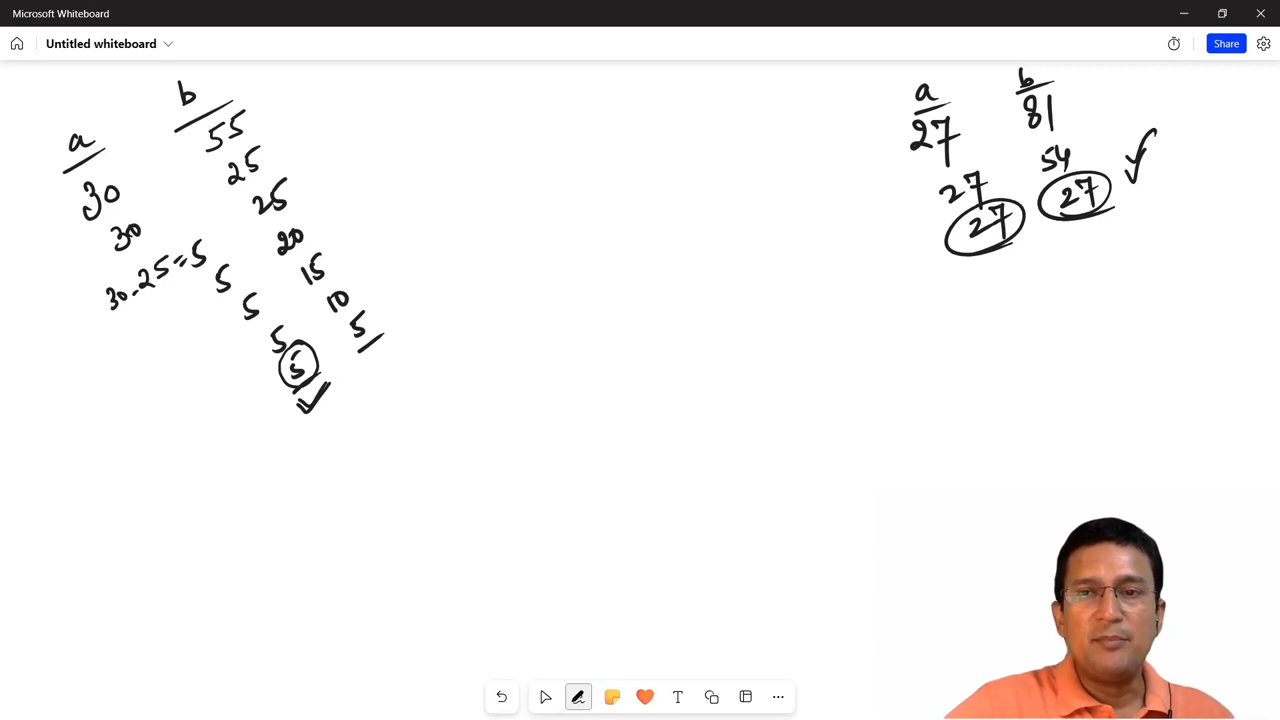 Microsoft Whiteboard
Untitled whiteboard
Share
a b
30 55
30 25
30-25=5 25
5 20
5 15
5 10
5 5
a b
27 81
27 54
27 27
T